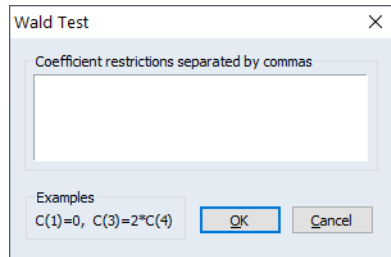 Wald Test
Coefficient restrictions separated by commas
Examples
C(1)=0, C(3)=2*C(4)
OK
Cancel